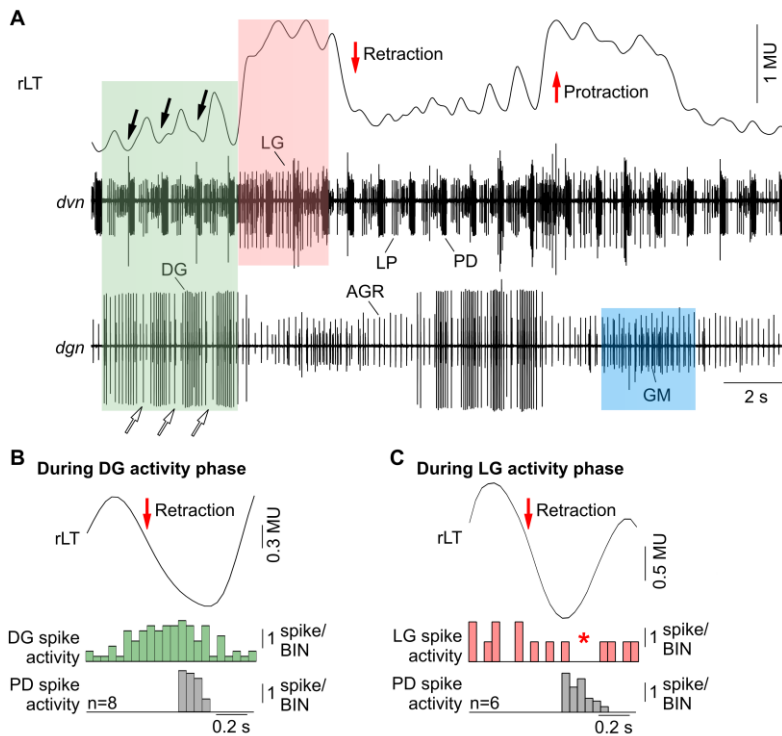 A
rLT
Retraction
Protraction
1 MU
LG
dvn
LP
PD
DG
AGR
dgn
GM
2 s
B
During DG activity phase
Retraction
rLT
0.3 MU
DG spike
activity
1 spike/
BIN
PD spike
activity
n=8
1 spike/
BIN
0.2 s
C
During LG activity phase
Retraction
rLT
0.5 MU
LG spike
activity
*
1 spike/
BIN
PD spike
activity
n=6
1 spike/
BIN
0.2 s